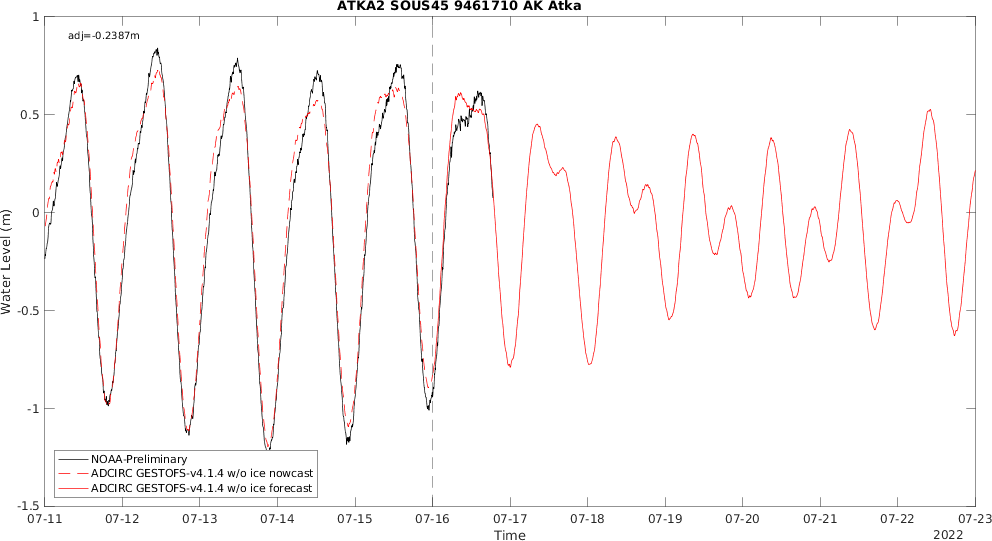 ATKA2 SOUS45 9461710 AK Atka
adj=-0.2387m
1
0.5
0
-0.5
-1
-1.5
Water Level (m)
NOAA-Preliminary
ADCIRC GESTOFS-v4.1.4 w/o ice nowcast
ADCIRC GESTOFS-v4.1.4 w/o ice forecast
07-11 07-12 07-13 07-14 07-15 07-16 07-17 07-18 07-19 07-20 07-21 07-22 07-23
Time
2022